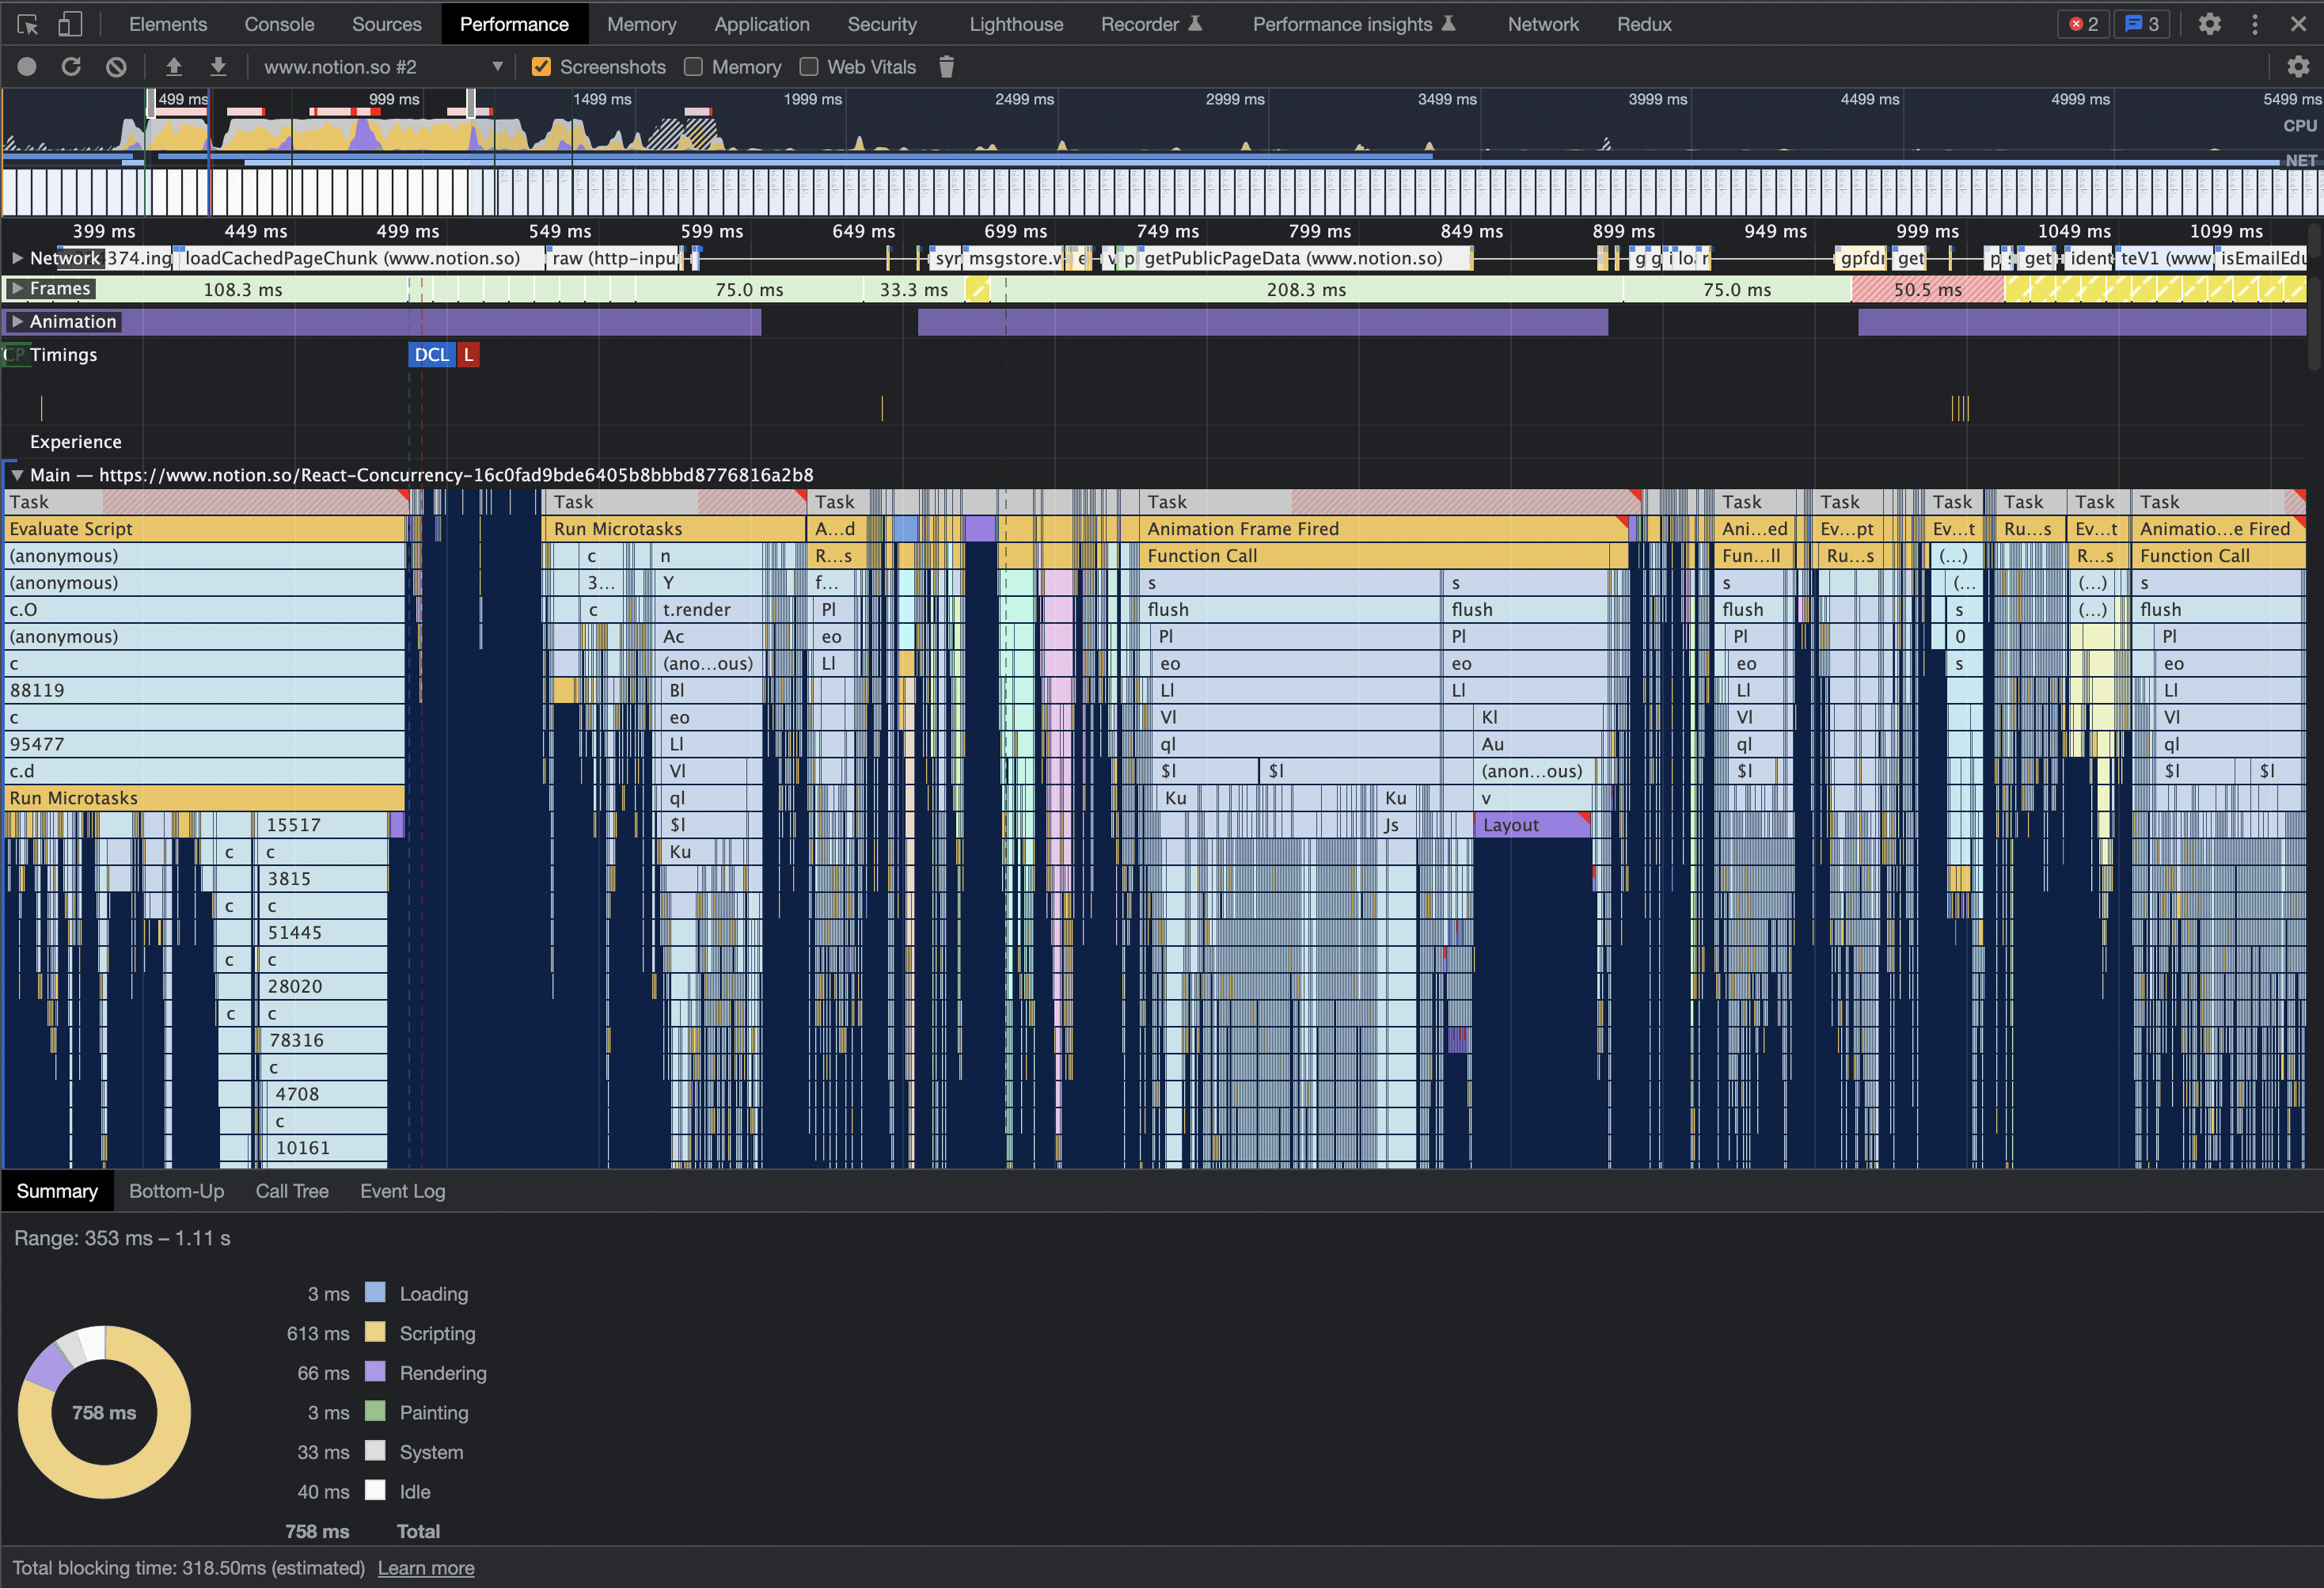 Elements Console Sources Performance Memory Application Security Lighthouse Recorder Performance insights Network Redux 2 3
www.notion.so #2 Screenshots Memory Web Vitals
499 ms 999 ms 1499 ms 1999 ms 2499 ms 2999 ms 3499 ms 3999 ms 4499 ms 4999 ms 5499 ms
CPU
NET
399 ms 449 ms 499 ms 549 ms 599 ms 649 ms 699 ms 749 ms 799 ms 849 ms 899 ms 949 ms 999 ms 1049 ms 1099 ms
Network 374.ing loadCachedPageChunk (www.notion.so) raw (http-inpu syn msgstore.w e v p getPublicPageData (www.notion.so) g g i lo n gpfdr get p s get ident teV1 (www isEmailEdu
Frames 108.3 ms 75.0 ms 33.3 ms 208.3 ms 75.0 ms 50.5 ms
Animation
CP Timings DCL L
Experience
Main — https://www.notion.so/React-Concurrency-16c0fad9bde6405b8bbbd8776816a2b8
Task Task Task Task Task Task Task Task Task Task
Evaluate Script Run Microtasks A...d Animation Frame Fired Ani...ed Ev...pt Ev...t Ru...s Ev...t Animatio...e Fired
(anonymous) c n R...s Function Call Fun...ll Ru...s (...) R...s Function Call
(anonymous) 3... Y f... s s s (... (...) s
c.O c t.render Pl flush flush flush s (...) flush
(anonymous) Ac eo Pl Pl Pl 0 Pl
c (ano...ous) Ll eo eo eo s eo
88119 Bl Ll Ll Ll Ll
c eo Vl Kl Vl Vl
95477 Ll ql Au ql ql
c.d Vl $l $l (anon...ous) $l $l $l
Run Microtasks ql Ku Ku v
15517 $l Js Layout
c c Ku
3815
c c
51445
c c
28020
c c
78316
c
4708
c
10161
Summary Bottom-Up Call Tree Event Log
Range: 353 ms – 1.11 s
3 ms Loading
613 ms Scripting
66 ms Rendering
758 ms
3 ms Painting
33 ms System
40 ms Idle
758 ms Total
Total blocking time: 318.50ms (estimated) Learn more